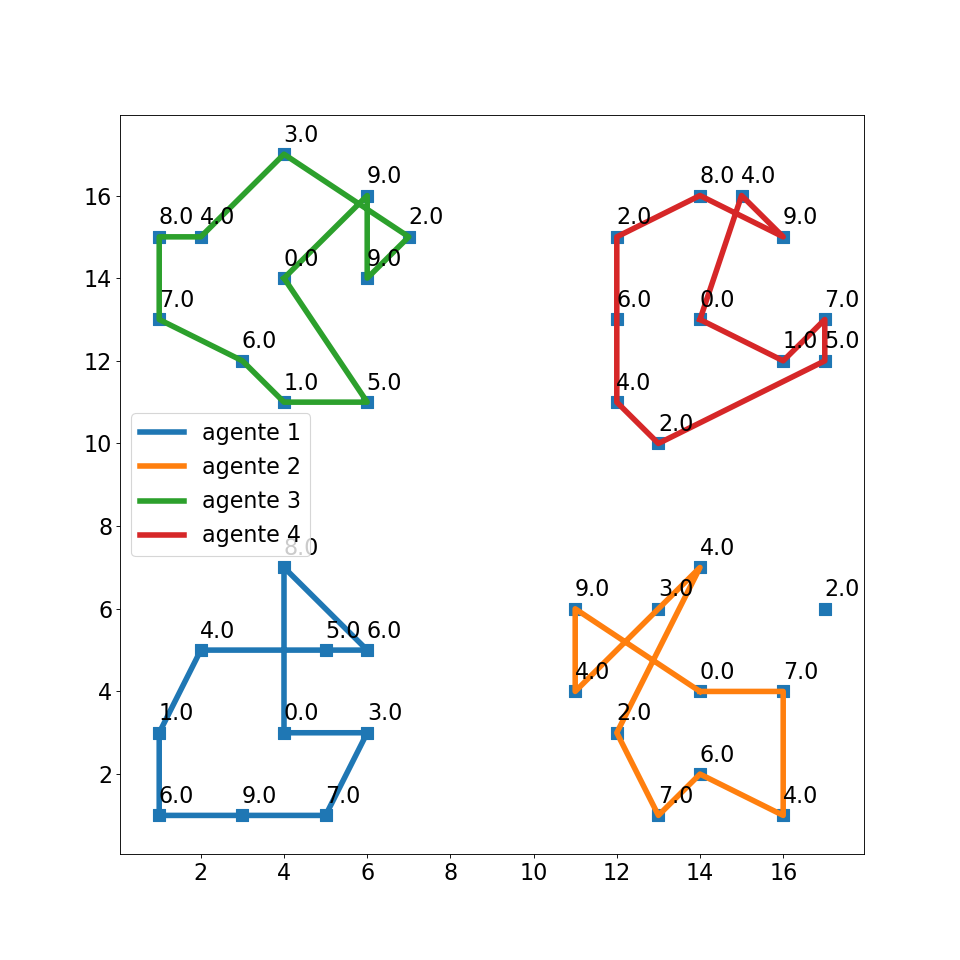 3.0
16
9.0
8.0 4.0
8.0 4.0 2.0
2.0 9.0
14
0.0 9.0
7.0 6.0 0.0 7.0
12
6.0 1.0 5.0
1.0 5.0 4.0
2.0
10
agente 1
agente 2
agente 3
8
agente 4
8.0 4.0
6
9.0 3.0 2.0
4.0 5.0 6.0
4
4.0 0.0 7.0
1.0 0.0 3.0 2.0
2
6.0
6.0 9.0 7.0 7.0 4.0
2 4 6 8 10 12 14 16